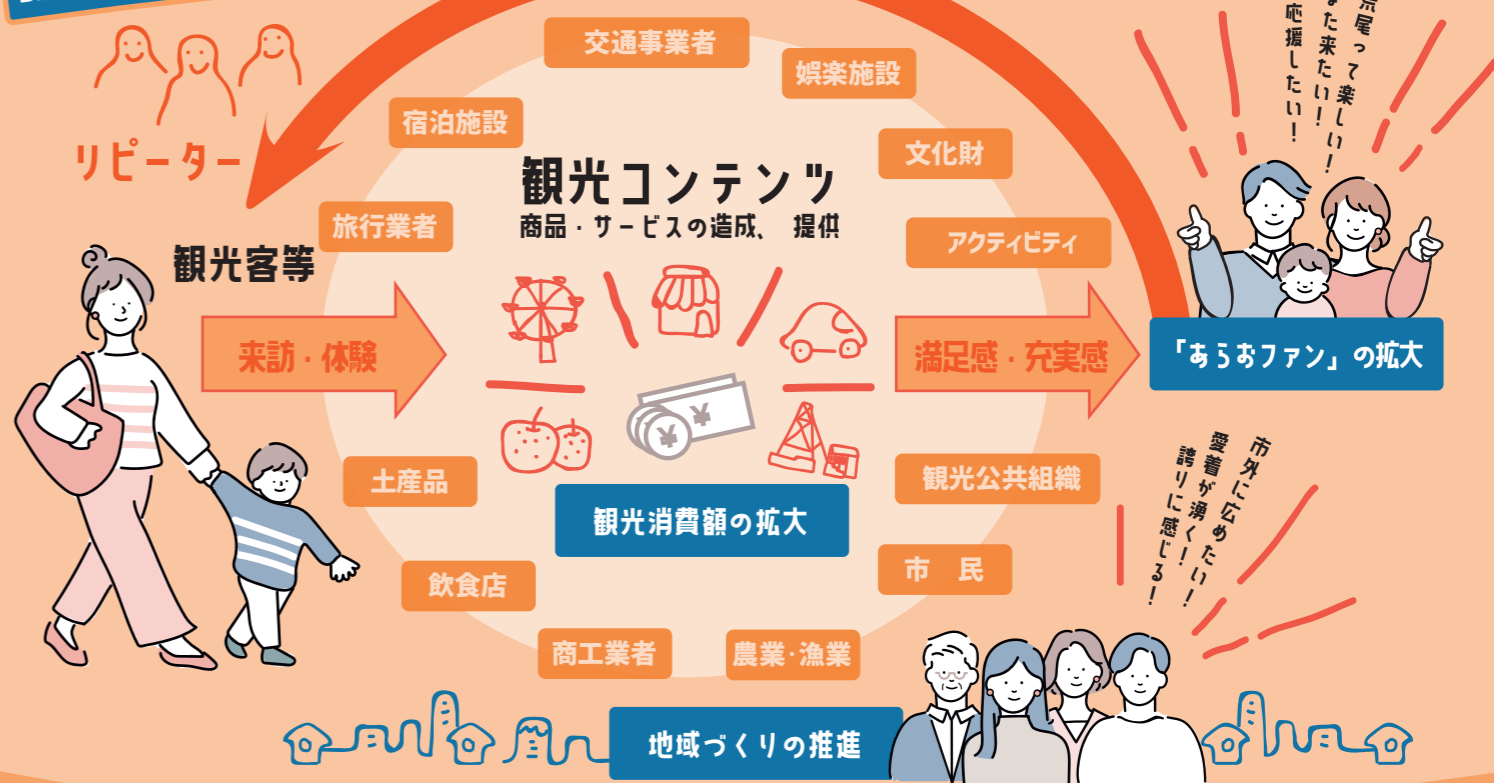 リピーター
観光客等
来訪・体験
交通事業者
娯楽施設
宿泊施設
文化財
旅行業者
アクティビティ
観光コンテンツ
商品・サービスの造成、 提供
満足感・充実感
土産品
観光公共組織
飲食店
市 民
商工業者
農業・漁業
観光消費額の拡大
荒尾って楽しい！
また来たい！
応援したい！
「あらおファン」の拡大
市外に広めたい！
愛着が湧く！
誇りに感じる！
地域づくりの推進